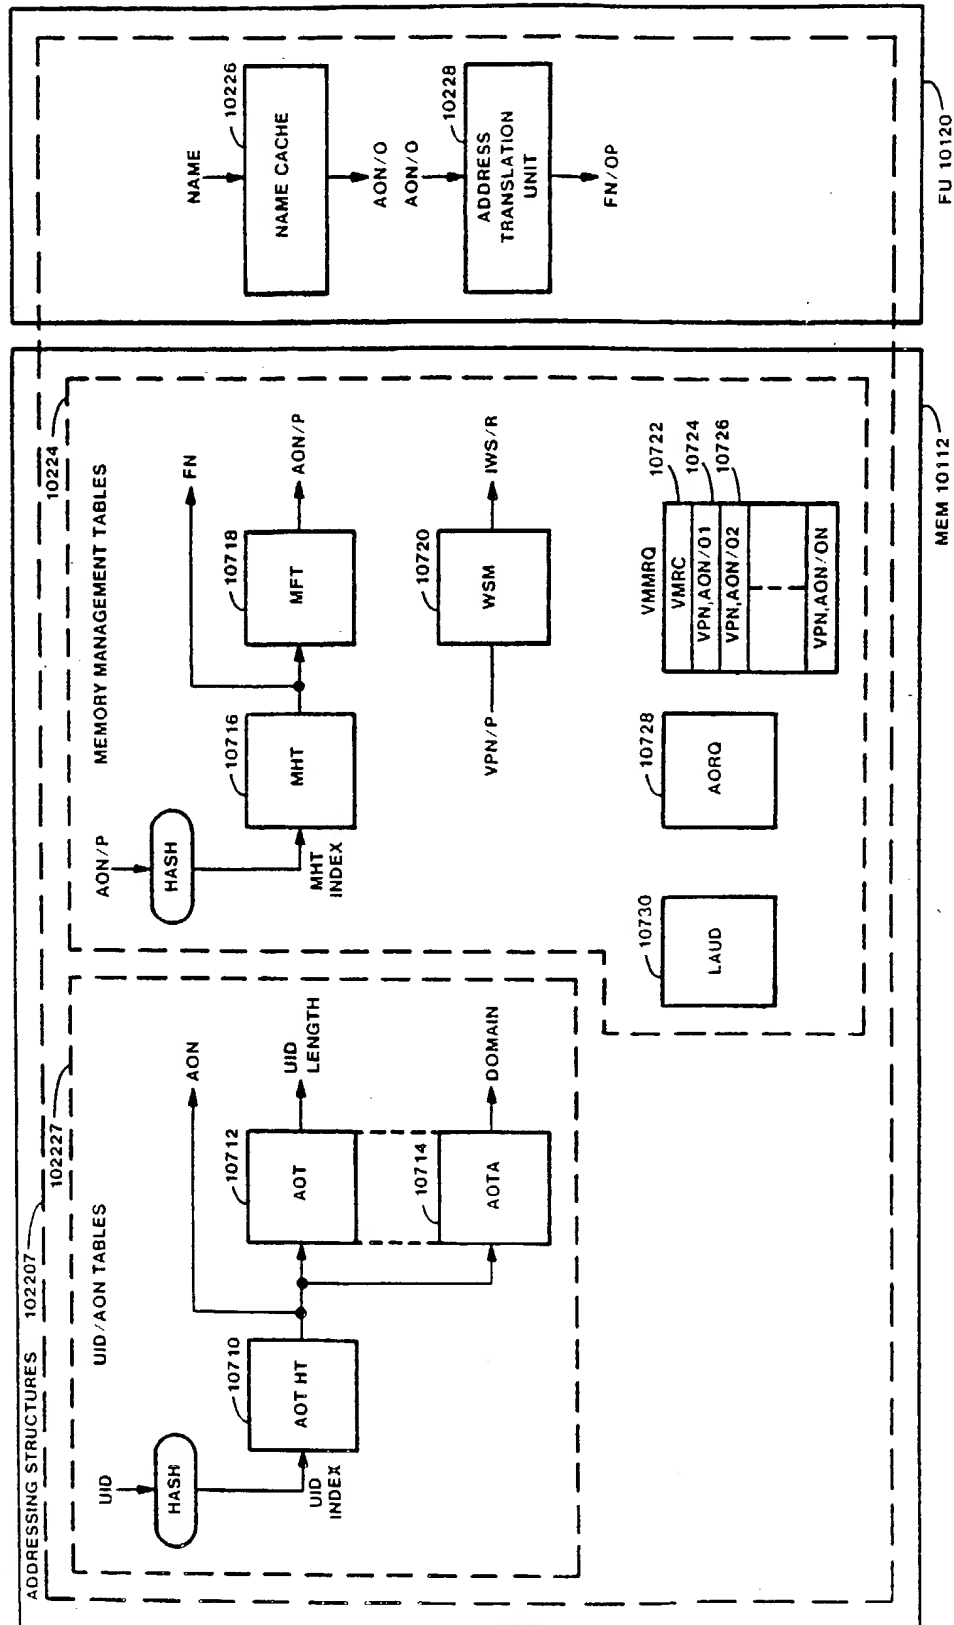 ADDRESSING STRUCTURES 102207
102227
UID/AON TABLES
UID
HASH
UID
INDEX
10710
AOT HT
AON
10712
AOT
UID
LENGTH
10714
AOTA
DOMAIN
10224
MEMORY MANAGEMENT TABLES
AON/P
HASH
MHT
INDEX
10716
MHT
FN
10718
MFT
AON/P
VPN/P
10720
WSM
IWS/R
10730
LAUD
10728
AORQ
VMMRQ
VMRC
10722
VPN,AON/01
10724
VPN,AON/02
10726
VPN,AON/ON
MEM 10112
NAME
10226
NAME CACHE
AON/O
AON/O
10228
ADDRESS
TRANSLATION
UNIT
FN/OP
FU 10120